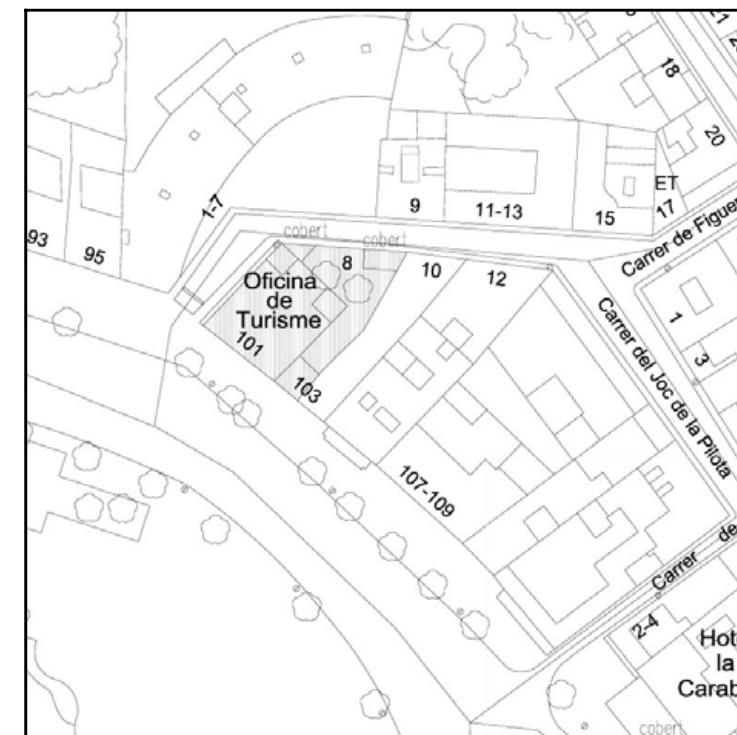 21
18
20
ET
17
15
11-13
9
1-7
93
95
cobert
cobert
8
10
12
Oficina
de
Turisme
101
103
Carrer de Figuer
1
3
Carrer del Joc de la Pilota
107-109
Carrer de
2-4
Hot
la
Carab
cobert